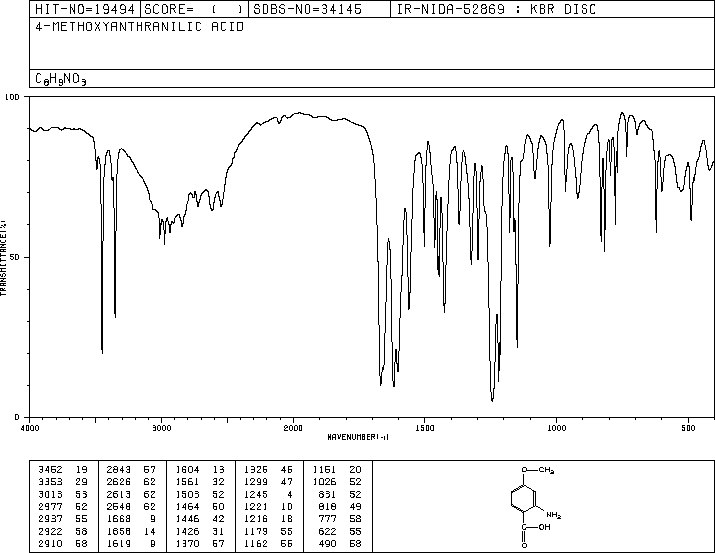 HIT-NO=19494 SCORE= ( ) SDBS-NO=34145 IR-NIDA-52869 : KBR DISC
4-METHOXYANTHRANILIC ACID
C8H9NO3
100
50
0
TRANSMITTANCE(%)
4000 3000 2000 1500 1000 500
WAVENUMBER(-1)
3462 19 2843 57 1604 13 1325 46 1151 20
3353 29 2626 62 1561 32 1299 47 1026 52
3013 53 2613 62 1503 52 1245 4 831 52
2977 52 2548 62 1464 50 1221 10 818 49
2937 55 1668 9 1446 42 1216 18 777 58
2922 58 1658 14 1426 31 1179 55 622 55
2910 58 1619 9 1370 57 1162 55 490 58
O—CH3
NH2
C—OH
O